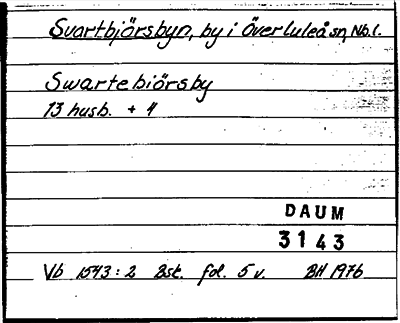 Svartbjörsbyn, by i Överluleå sn, Nb.l.
Swartebiörsby
13 husb. + 4
DAUM
3143
Vb 1543:2 Bst. fol. 5 v. BH 1976